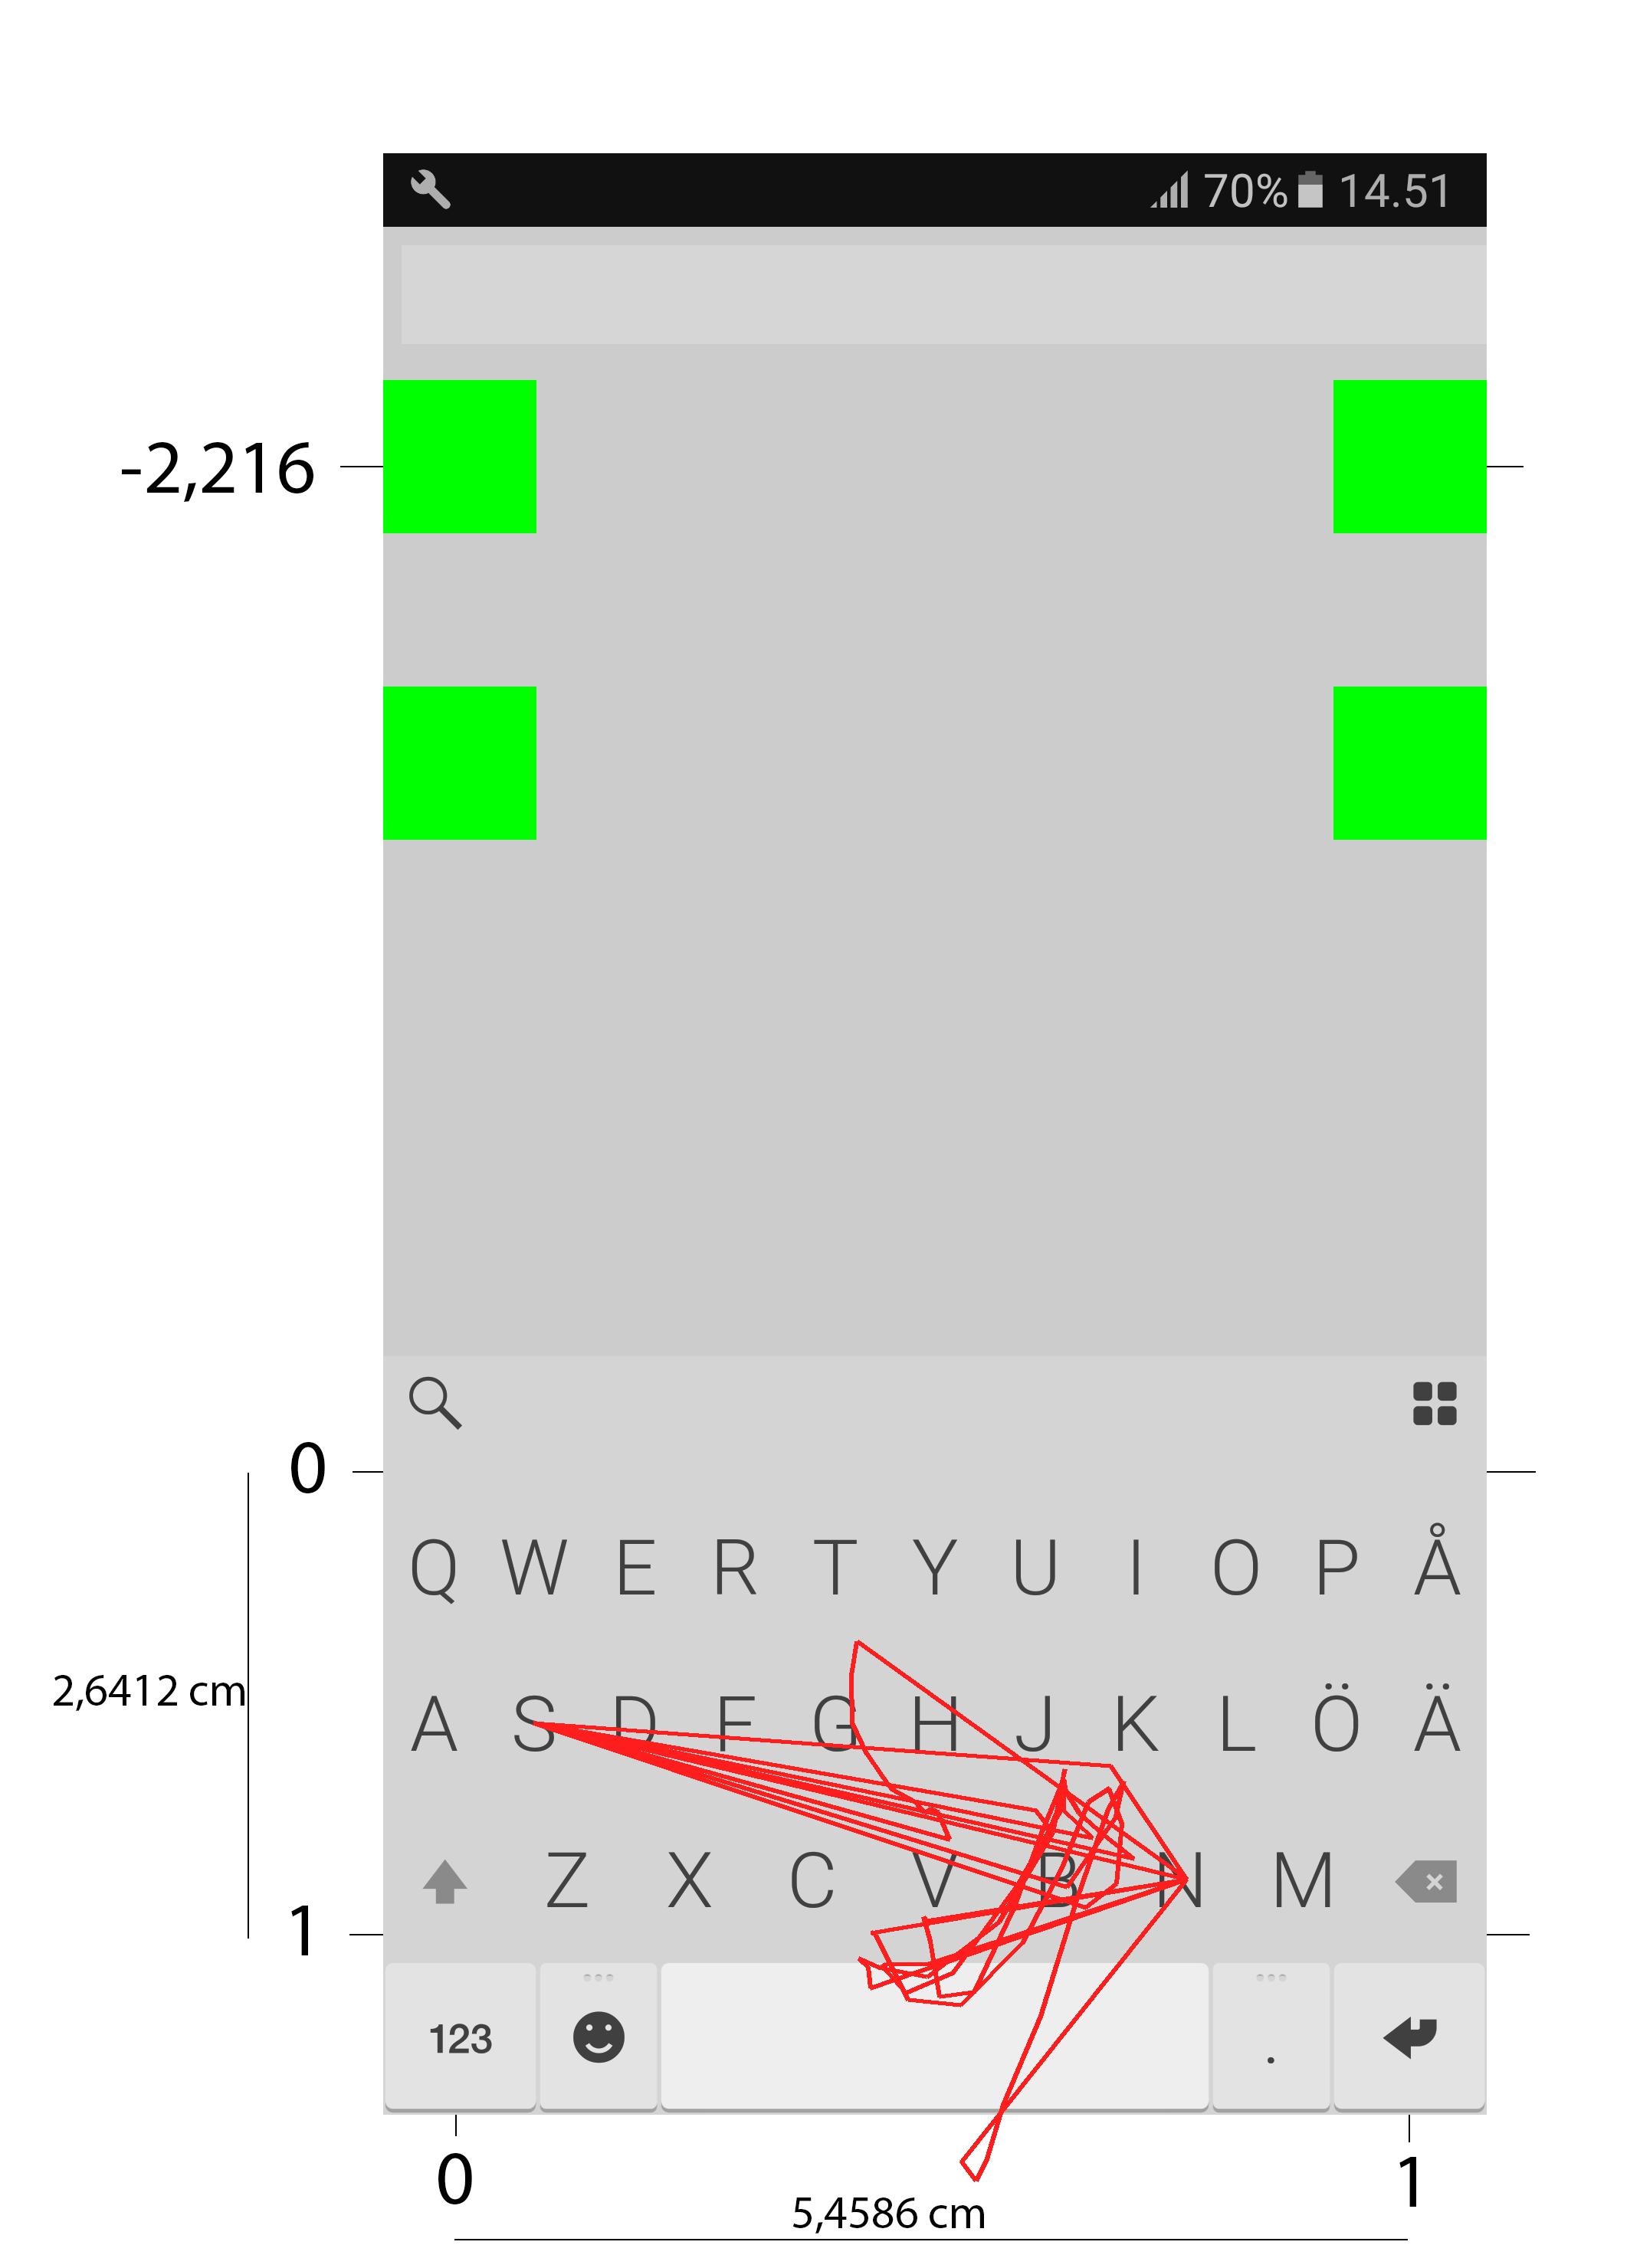 70% 14.51
-2,216
0
Q W E R T Y U I O P Å
2,6412 cm
A S D F G H J K L Ö Ä
Z X C V B N M
1
123 .
0 1
5,4586 cm